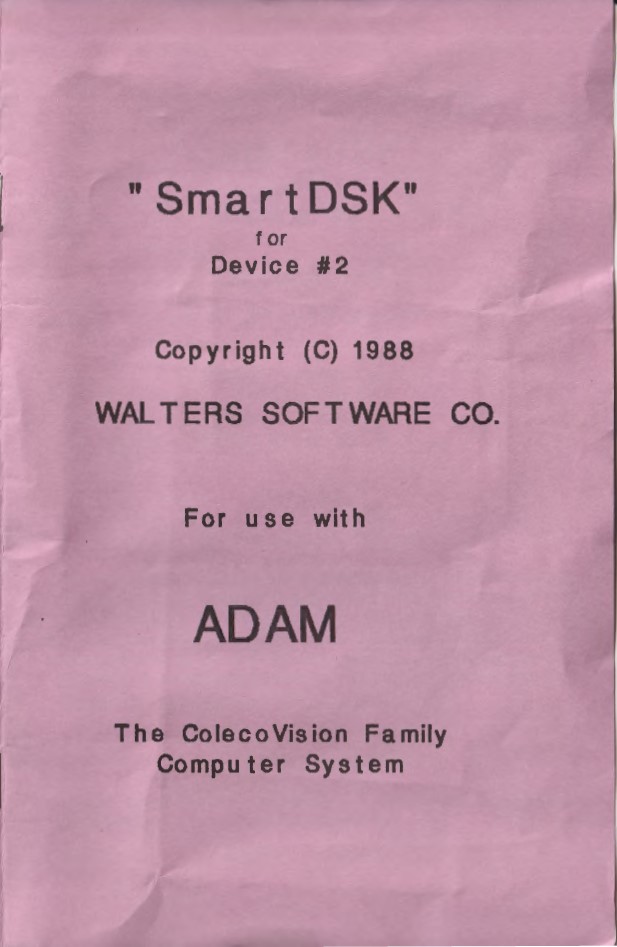 "SmartDSK"
for
Device #2
Copyright (C) 1988
WALTERS SOFTWARE CO.
For use with
ADAM
The ColecoVision Family
Computer System